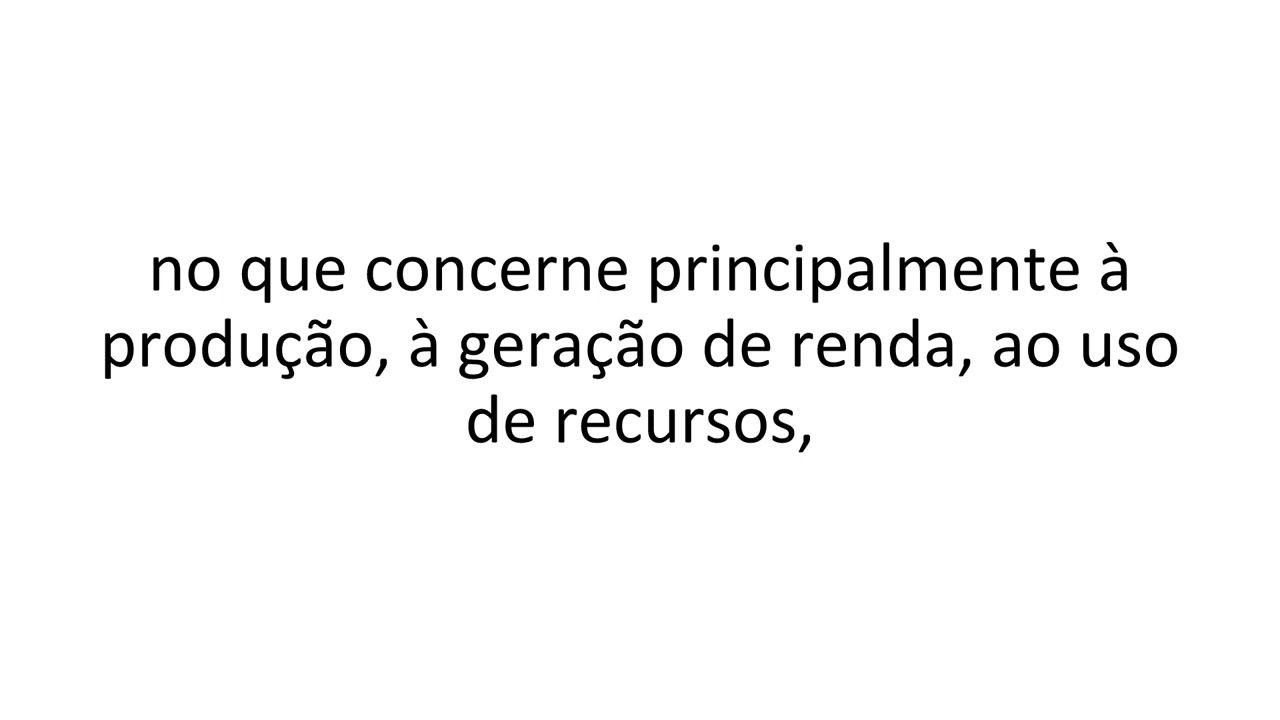 no que concerne principalmente à
produção, à geração de renda, ao uso
de recursos,